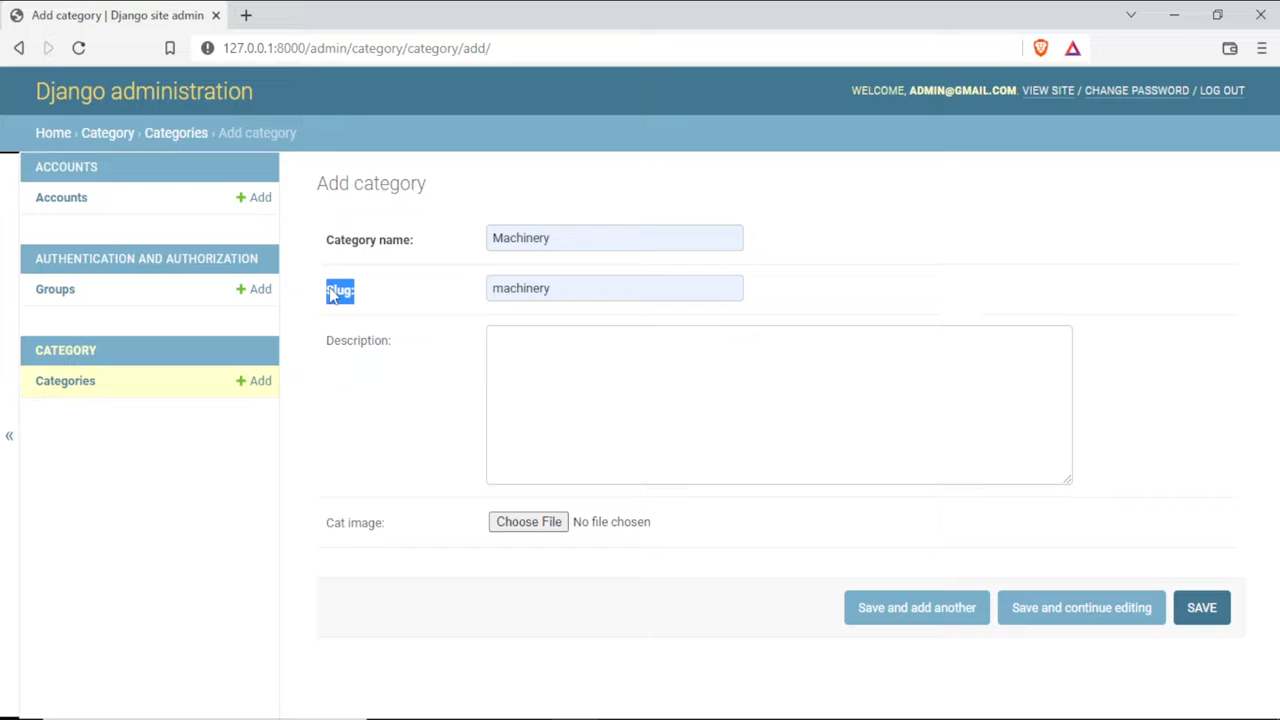 Add category | Django site admin
127.0.0.1:8000/admin/category/category/add/
Django administration
WELCOME, ADMIN@GMAIL.COM. VIEW SITE / CHANGE PASSWORD / LOG OUT
Home › Category › Categories › Add category
ACCOUNTS
Accounts + Add
AUTHENTICATION AND AUTHORIZATION
Groups + Add
CATEGORY
Categories + Add
«
Add category
Category name: Machinery
Slug: machinery
Description:
Cat image: Choose File No file chosen
Save and add another Save and continue editing SAVE